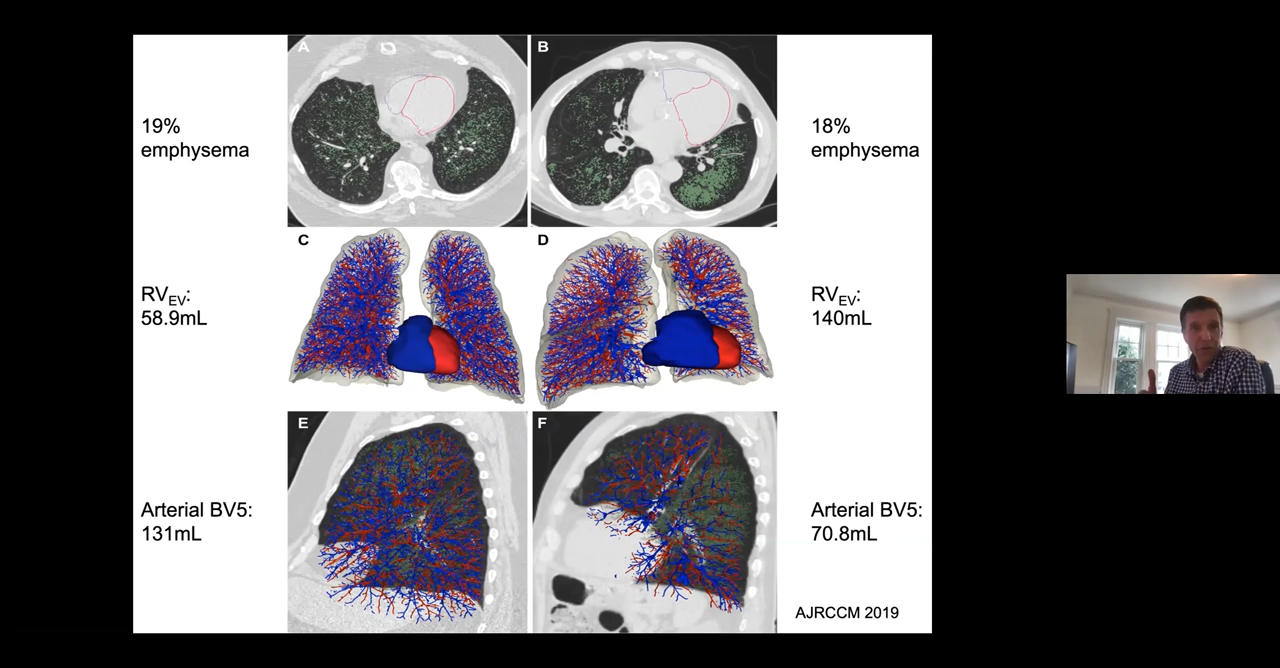 A
B
19%
emphysema
18%
emphysema
C
D
RVEV:
58.9mL
RVEV:
140mL
E
F
Arterial BV5:
131mL
Arterial BV5:
70.8mL
AJRCCM 2019